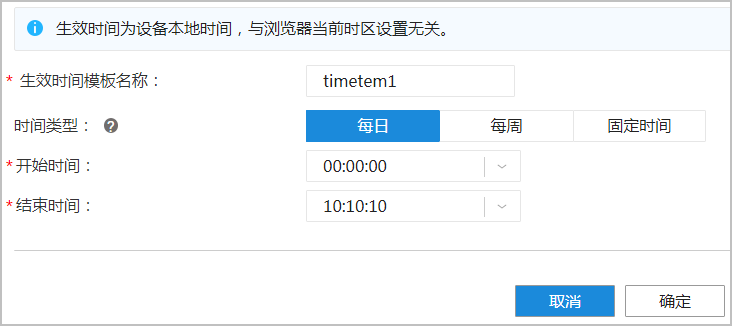 生效时间为设备本地时间，与浏览器当前时区设置无关。
* 生效时间模板名称： timetem1
时间类型： 每日 每周 固定时间
*开始时间： 00:00:00
*结束时间： 10:10:10
取消 确定